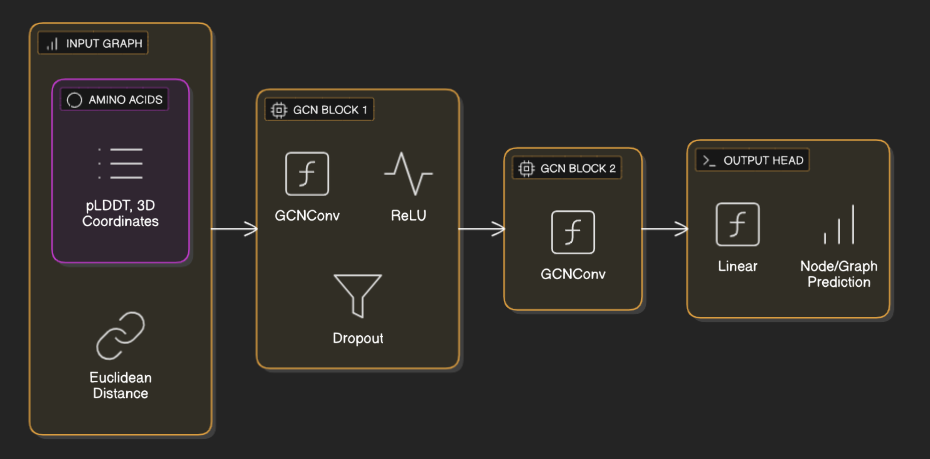 INPUT GRAPH
AMINO ACIDS
pLDDT, 3D
Coordinates
Euclidean
Distance
GCN BLOCK 1
GCNConv
ReLU
Dropout
GCN BLOCK 2
GCNConv
OUTPUT HEAD
Linear
Node/Graph
Prediction